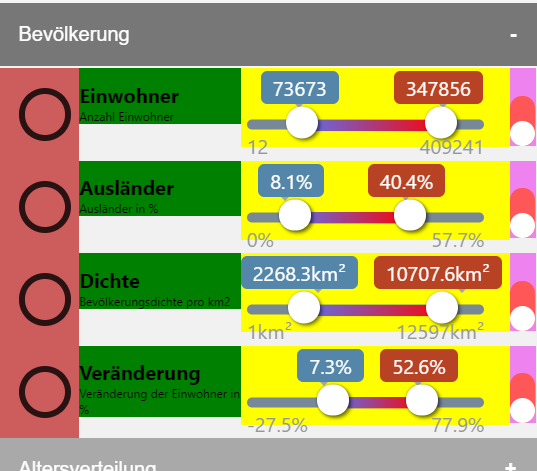 Bevölkerung -
73673 347856
Einwohner
Anzahl Einwohner
12 409241
8.1% 40.4%
Ausländer
Ausländer in %
0% 57.7%
2268.3km² 10707.6km²
Dichte
Bevölkerungsdichte pro km2
1km² 12597km²
7.3% 52.6%
Veränderung
Veränderung der Einwohner in
%
-27.5% 77.9%
Altersverteilung +